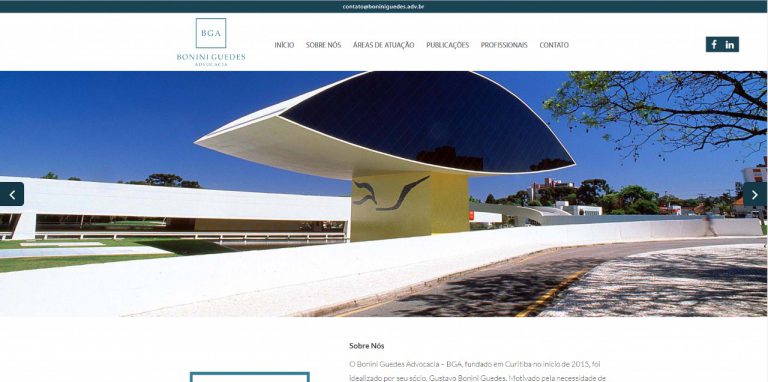 contato@boniniguedes.adv.br
BGA
BONINI GUEDES
ADVOCACIA
INÍCIO SOBRE NÓS ÁREAS DE ATUAÇÃO PUBLICAÇÕES PROFISSIONAIS CONTATO
Sobre Nós
O Bonini Guedes Advocacia – BGA, fundado em Curitiba no início de 2015, foi
idealizado por seu sócio, Gustavo Bonini Guedes. Motivado pela necessidade de